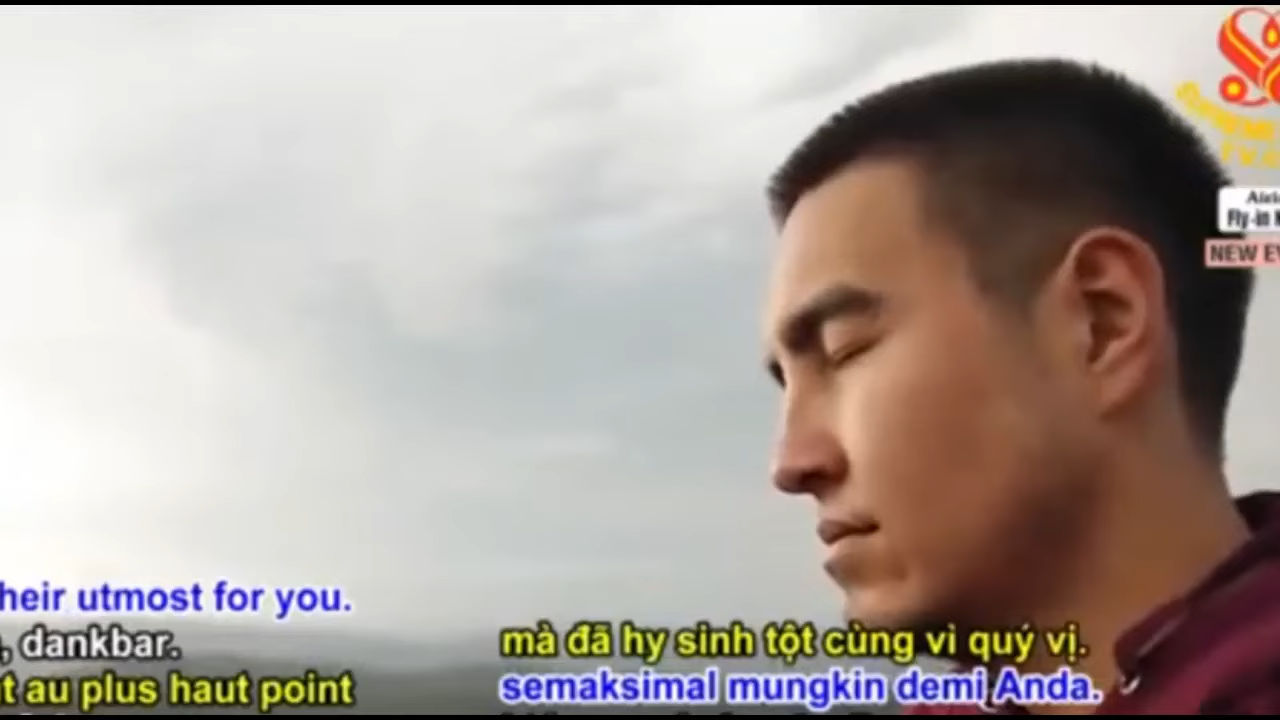 NEW
heir utmost for you.
, dankbar.
t au plus haut point
mà đã hy sinh tột cùng vì quý vị.
semaksimal mungkin demi Anda.